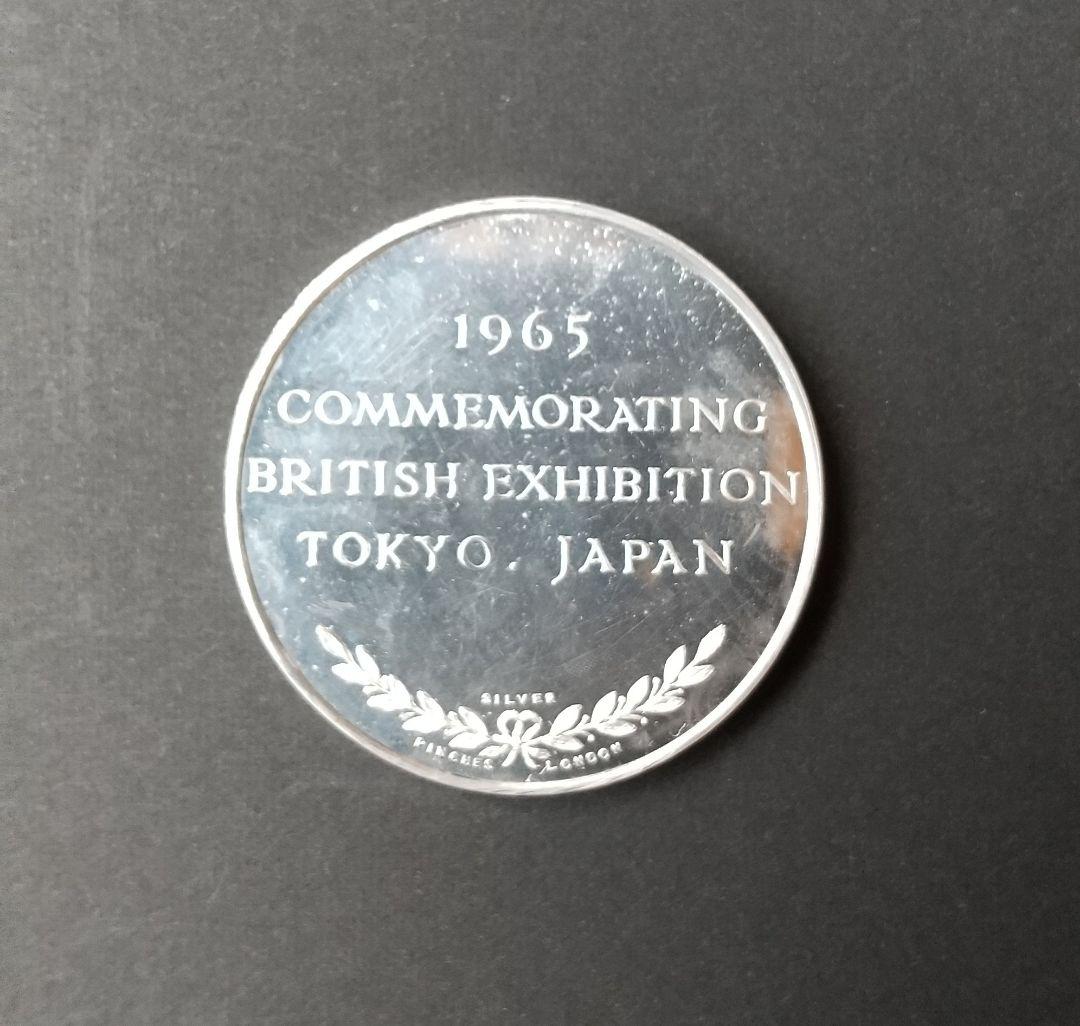 1965
COMMEMORATING
BRITISH EXHIBITION
TOKYO. JAPAN
SILVER
PINCHES LONDON